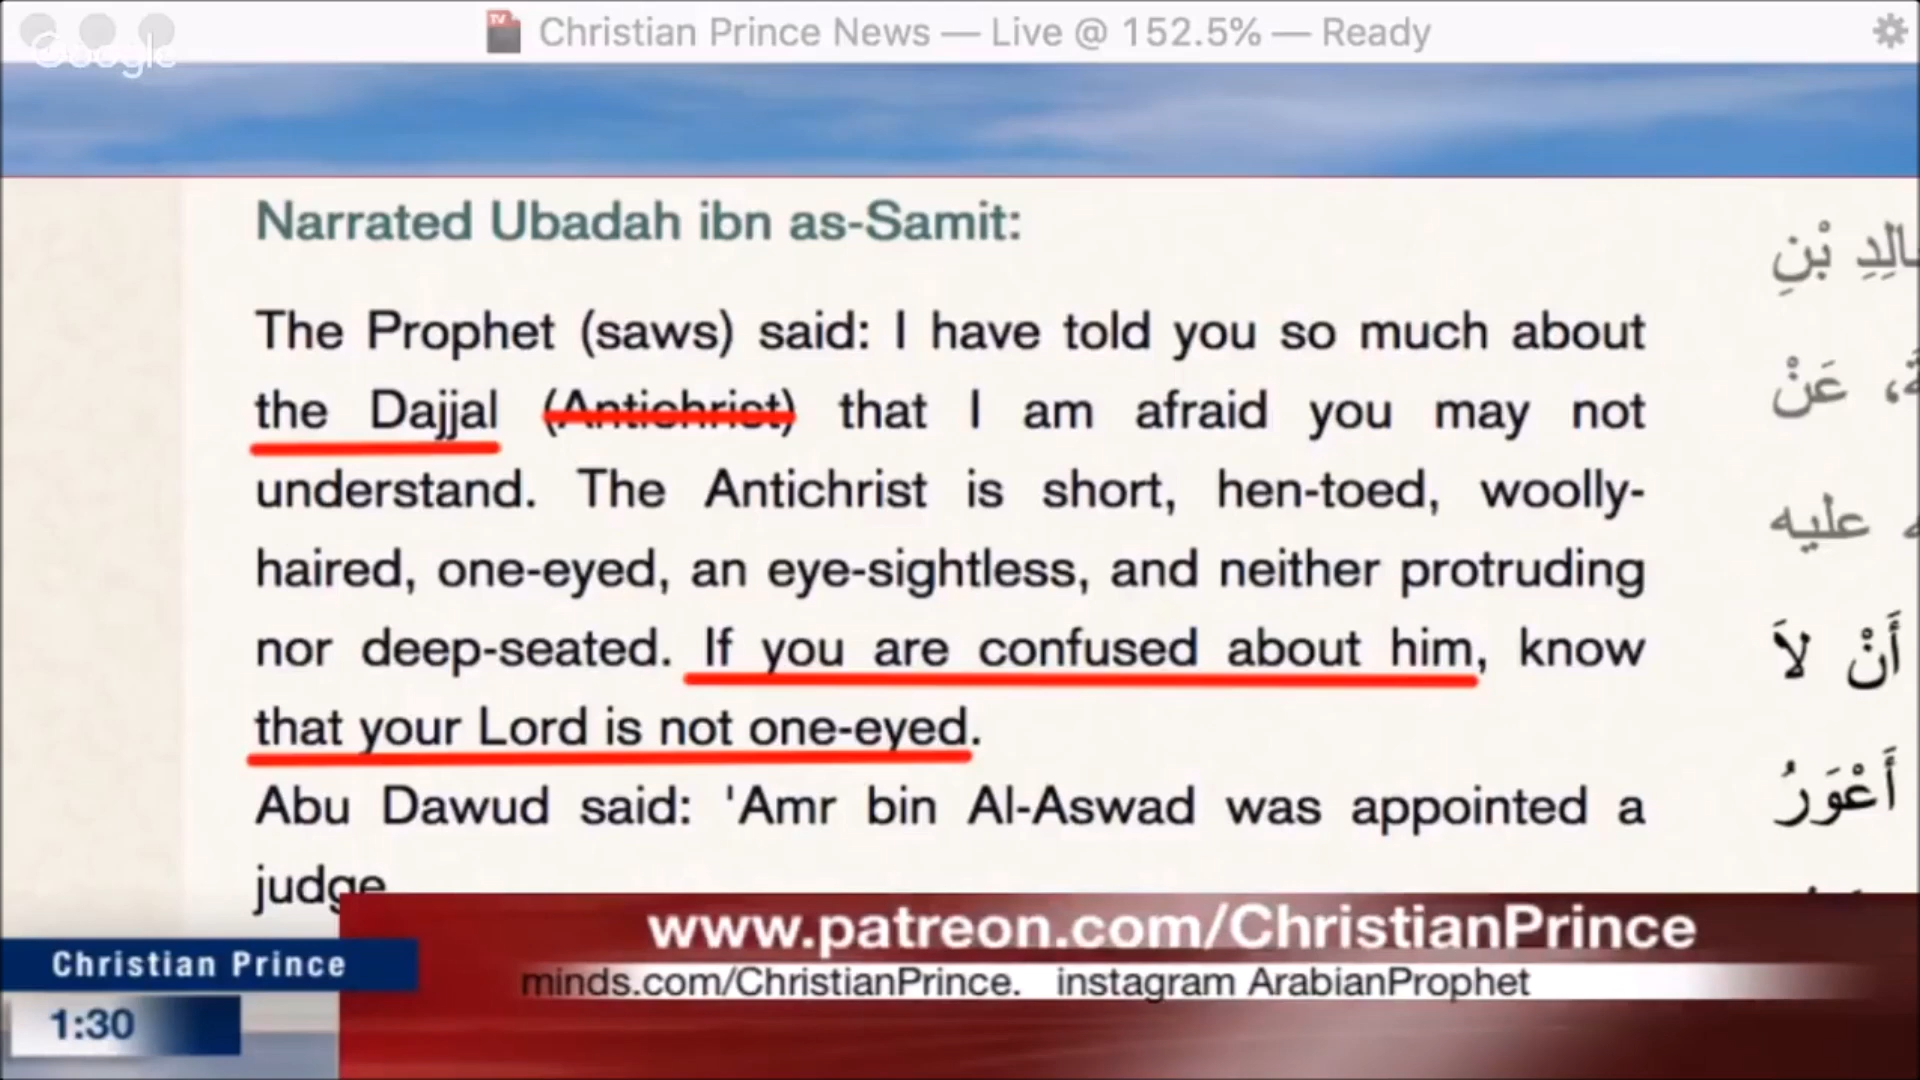 Christian Prince News — Live @ 152.5% — Ready
Google
Narrated Ubadah ibn as-Samit:
The Prophet (saws) said: I have told you so much about
the Dajjal (Antichrist) that I am afraid you may not
understand. The Antichrist is short, hen-toed, woolly-
haired, one-eyed, an eye-sightless, and neither protruding
nor deep-seated. If you are confused about him, know
that your Lord is not one-eyed.
Abu Dawud said: 'Amr bin Al-Aswad was appointed a
judge
بْنِ
عَنْ
عليه
أَنْ لاَ
أَعْوَرُ
www.patreon.com/ChristianPrince
minds.com/ChristianPrince. instagram ArabianProphet
Christian Prince
1:30